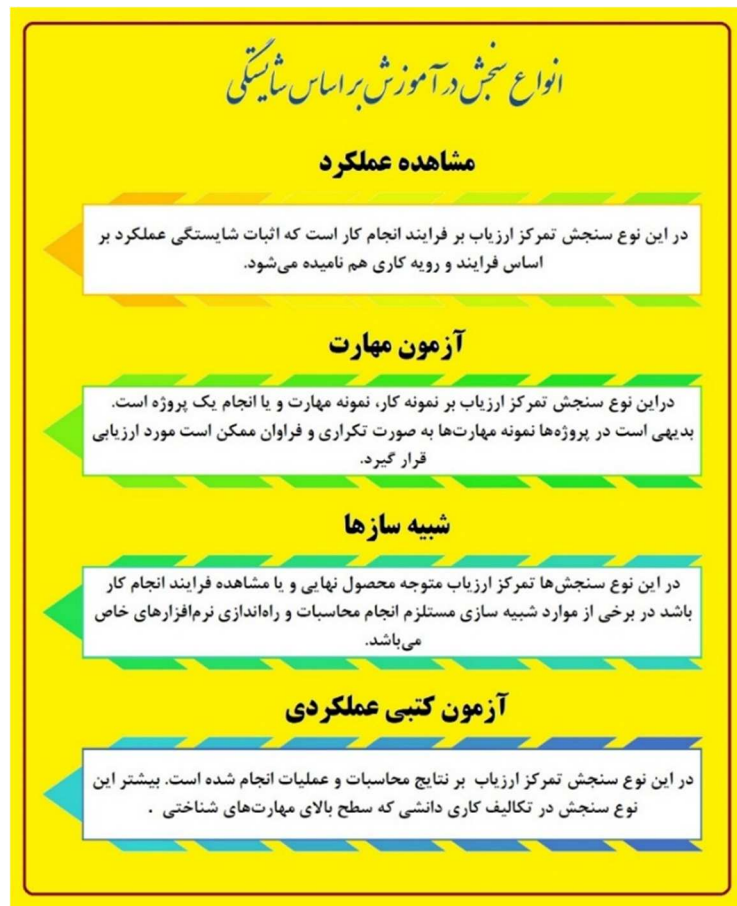 انواع سنجش در آموزش بر اساس شایستگی
مشاهده عملکرد
در این نوع سنجش تمرکز ارزیاب بر فرایند انجام کار است که اثبات شایستگی عملکرد بر
اساس فرایند و رویه کاری هم نامیده می‌شود.
آزمون مهارت
دراین نوع سنجش تمرکز ارزیاب بر نمونه کار، نمونه مهارت و یا انجام یک پروژه است.
بدیهی است در پروژه‌ها نمونه مهارت‌ها به صورت تکراری و فراوان ممکن است مورد ارزیابی
قرار گیرد.
شبیه سازها
در این نوع سنجش‌ها تمرکز ارزیاب متوجه محصول نهایی و یا مشاهده فرایند انجام کار
باشد در برخی از موارد شبیه سازی مستلزم انجام محاسبات و راه‌اندازی نرم‌افزارهای خاص
می‌باشد.
آزمون کتبی عملکردی
در این نوع سنجش تمرکز ارزیاب بر نتایج محاسبات و عملیات انجام شده است. بیشتر این
نوع سنجش در تکالیف کاری دانشی که سطح بالای مهارت‌های شناختی .